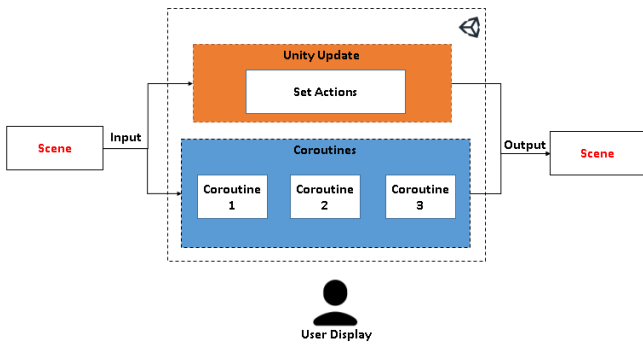 Unity Update
Set Actions
Input
Scene
Coroutines
Coroutine
1
Coroutine
2
Coroutine
3
Output
Scene
User Display